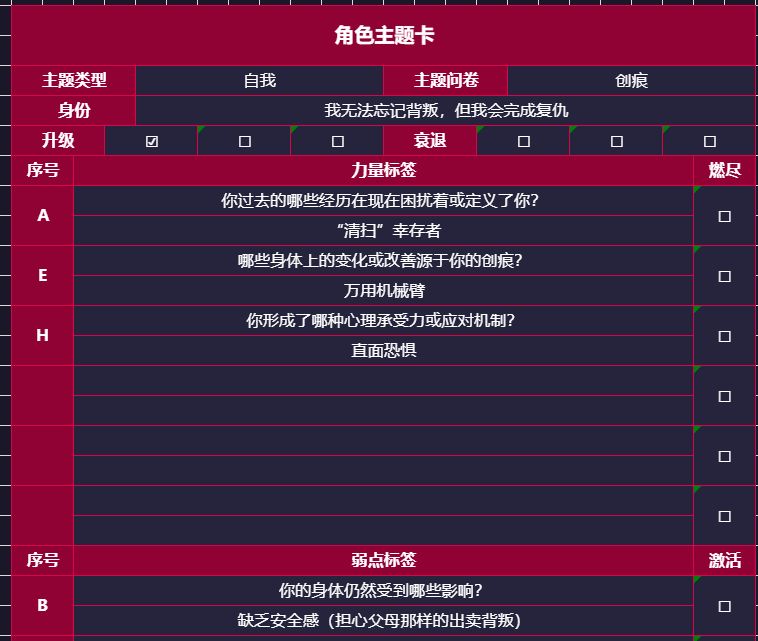 角色主题卡
主题类型 自我 主题问卷 创痕
身份 我无法忘记背叛，但我会完成复仇
升级 ☑ ☐ ☐ 衰退 ☐ ☐ ☐
序号 力量标签 燃尽
你过去的哪些经历在现在困扰着或定义了你？
A ☐
“清扫”幸存者
哪些身体上的变化或改善源于你的创痕？
E ☐
万用机械臂
你形成了哪种心理承受力或应对机制？
H ☐
直面恐惧
☐
☐
☐
序号 弱点标签 激活
你的身体仍然受到哪些影响？
B ☐
缺乏安全感（担心父母那样的出卖背叛）